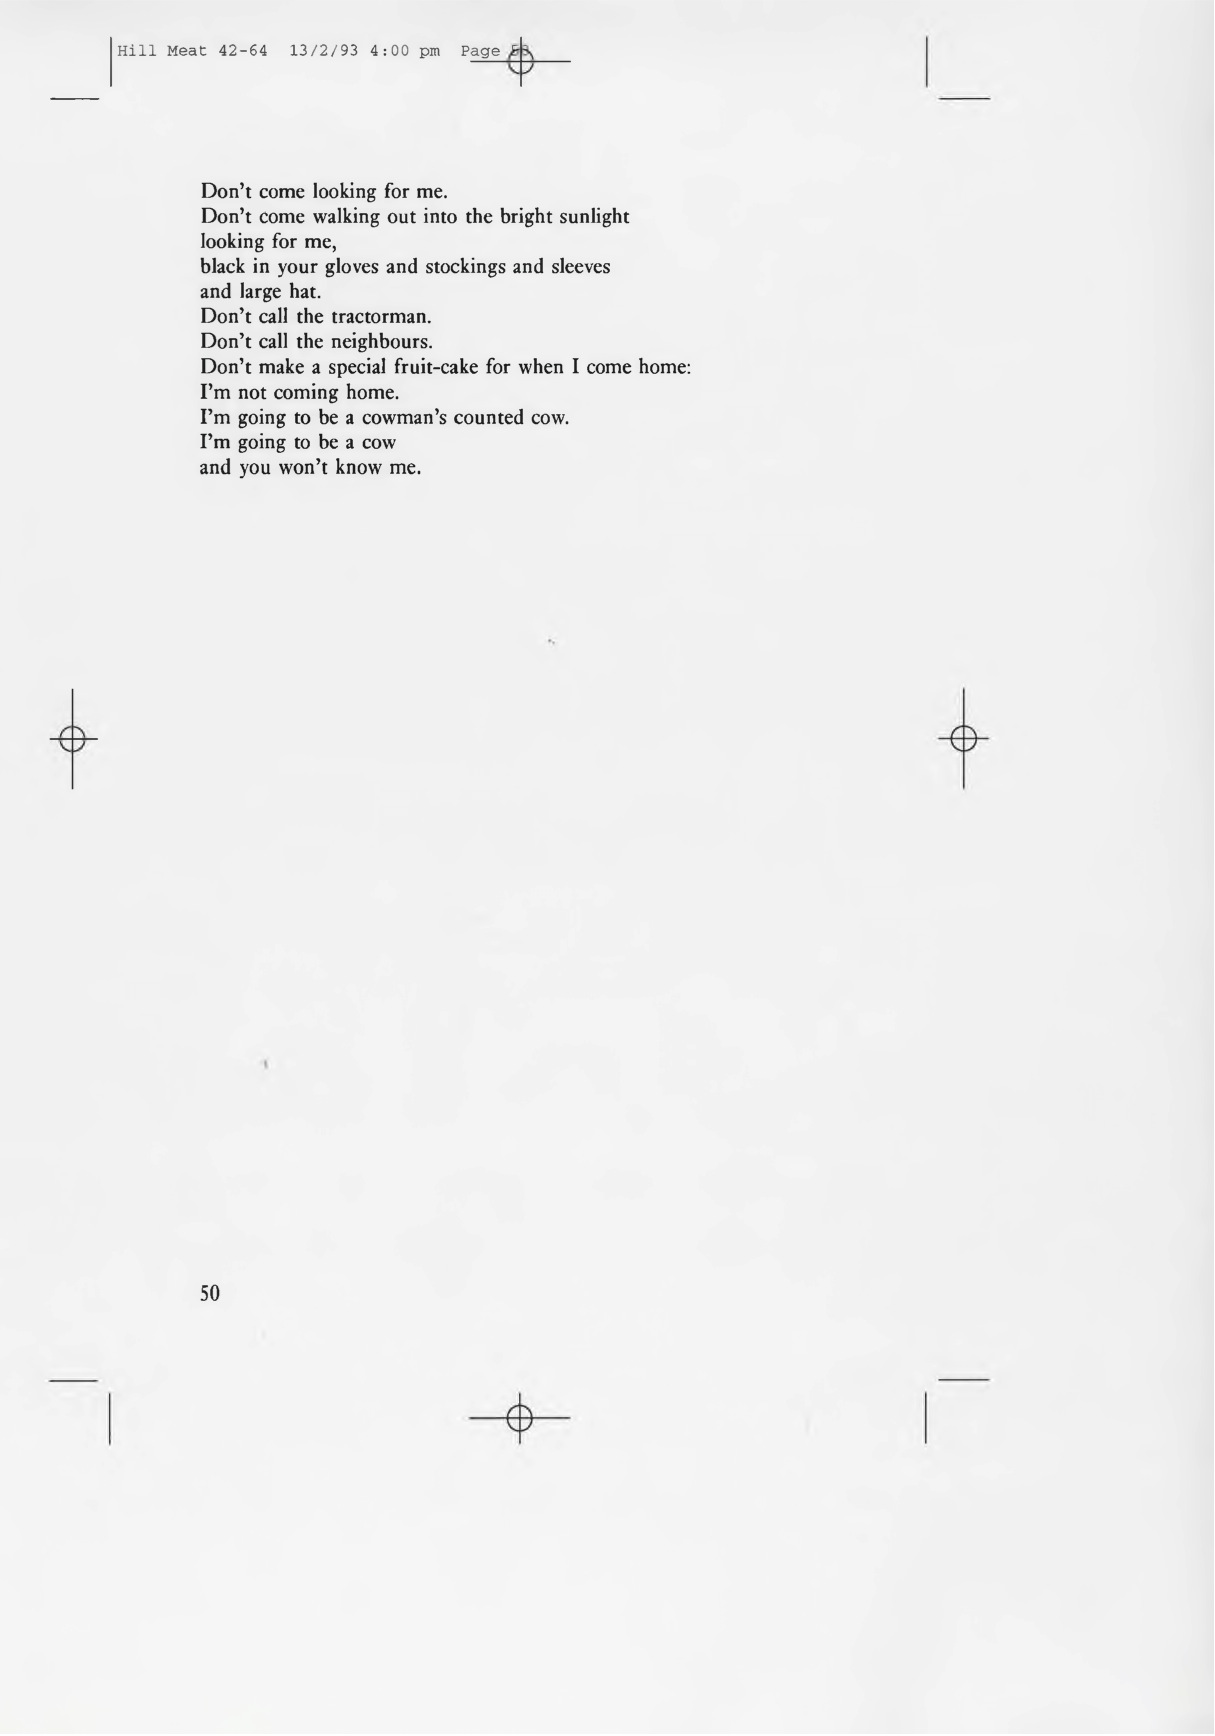 Hill Meat 42-64 13/2/93 4:00 pm Page
Don't come looking for me.
Don't come walking out into the bright sunlight
looking for me,
black in your gloves and stockings and sleeves
and large hat.
Don't call the tractorman.
Don't call the neighbours.
Don't make a special fruit-cake for when I come home:
I'm not coming home.
I'm going to be a cowman's counted cow.
I'm going to be a cow
and you won't know me.
50